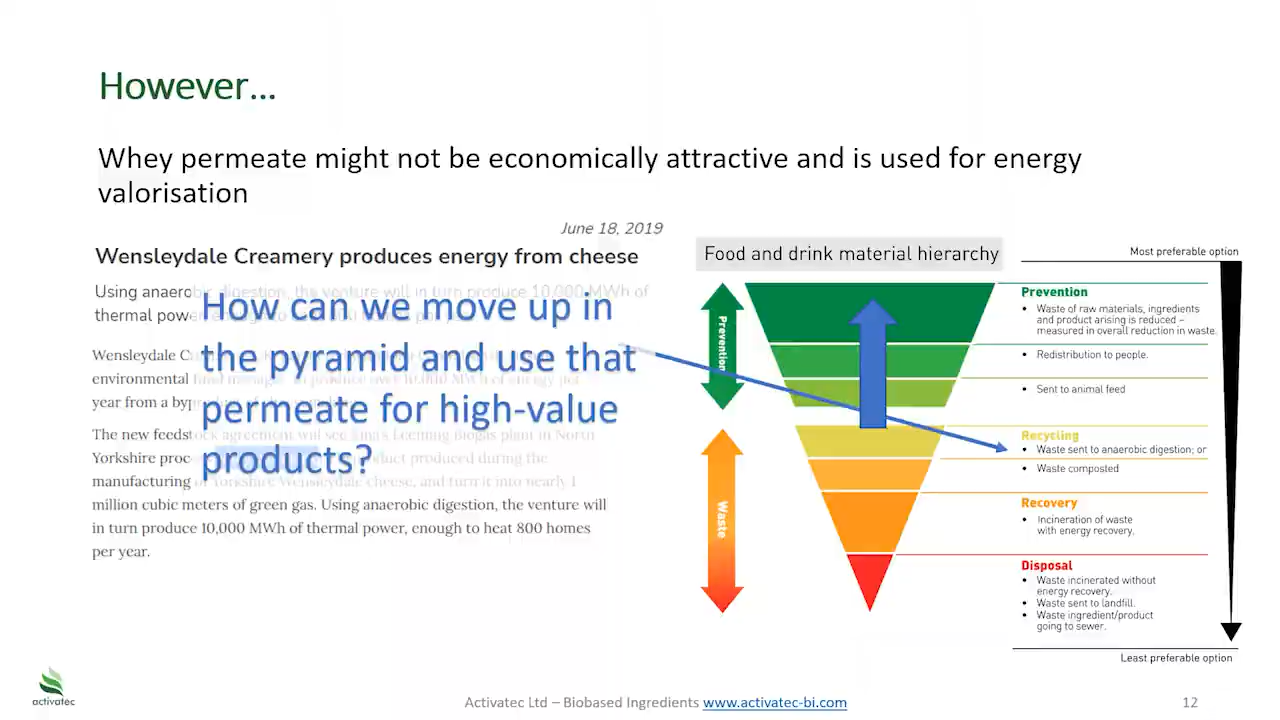 However...
Whey permeate might not be economically attractive and is used for energy
valorisation
June 18, 2019
Wensleydale Creamery produces energy from cheese
Using anaerobic digestion, the venture will in turn produce 10,000 MWh of
thermal power
Wensleydale
environmental
year from a
The new feedstock agreement will see Leeming Biogas plant in North
Yorkshire product produced during the
manufacturing of Yorkshire Wensleydale cheese, and turn it into nearly 1
million cubic meters of green gas. Using anaerobic digestion, the venture will
in turn produce 10,000 MWh of thermal power, enough to heat 800 homes
per year.
How can we move up in
the pyramid and use that
permeate for high-value
products?
Food and drink material hierarchy
Most preferable option
Prevention
Waste
Prevention
• Waste of raw materials, ingredients
and product arising is reduced –
measured in overall reduction in waste.
• Redistribution to people.
• Sent to animal feed
Recycling
• Waste sent to anaerobic digestion; or
• Waste composted
Recovery
• Incineration of waste
with energy recovery.
Disposal
• Waste incinerated without
energy recovery.
• Waste sent to landfill.
• Waste ingredient/product
going to sewer.
Least preferable option
activatec
Activatec Ltd – Biobased Ingredients www.activatec-bi.com
12